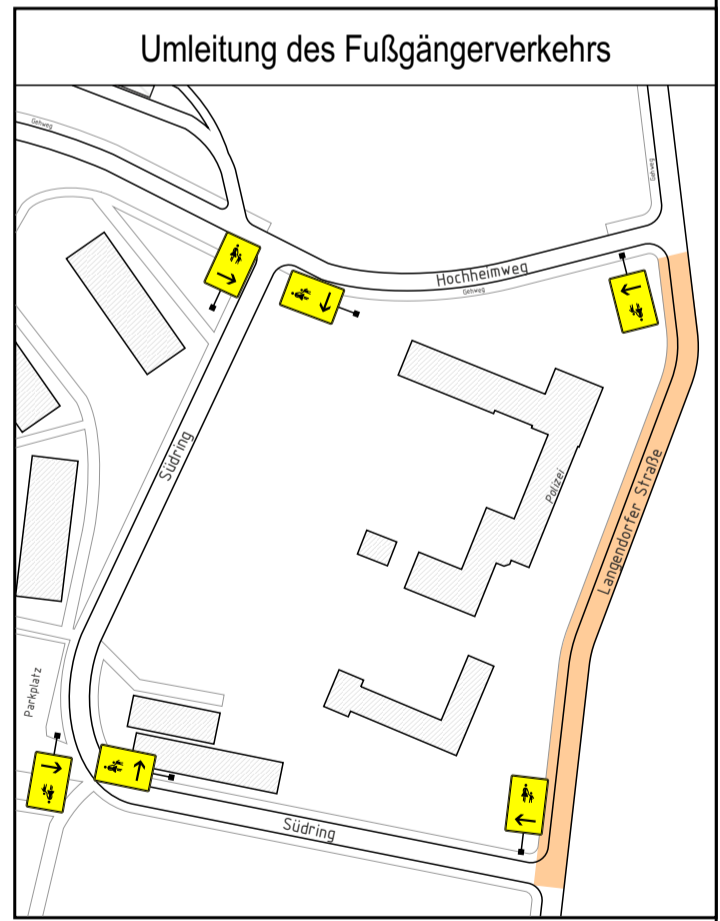 Umleitung des Fußgängerverkehrs
Gehweg
Gehweg
Hochheimweg
Gehweg
Südring
Polizei
Langendorfer Straße
Parkplatz
Südring